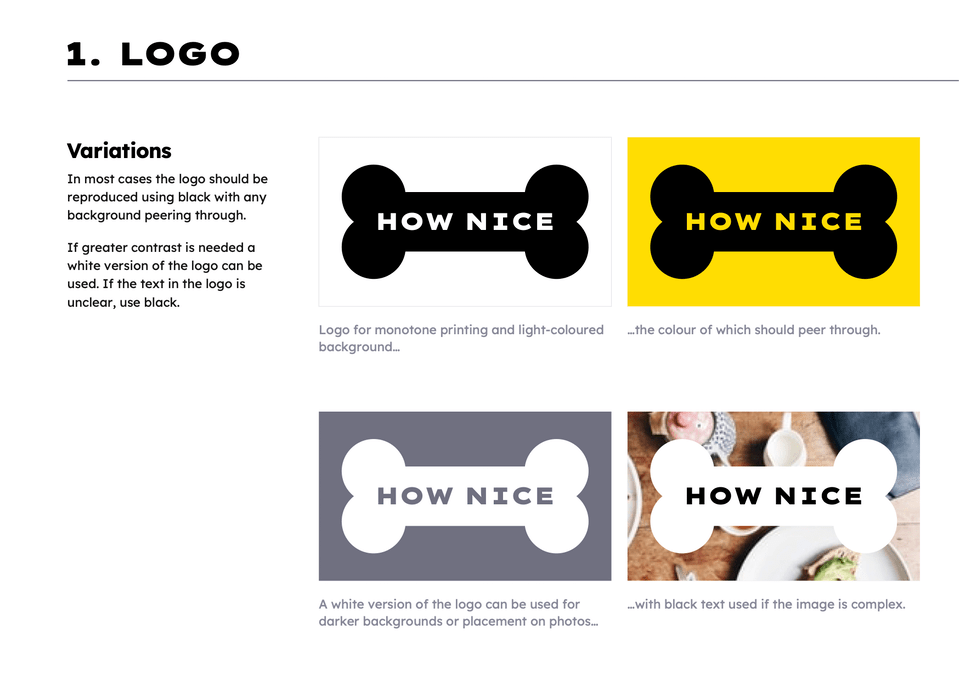 1. LOGO
Variations
In most cases the logo should be
reproduced using black with any
background peering through.
If greater contrast is needed a
white version of the logo can be
used. If the text in the logo is
unclear, use black.
HOW NICE
Logo for monotone printing and light-coloured
background…
HOW NICE
…the colour of which should peer through.
HOW NICE
A white version of the logo can be used for
darker backgrounds or placement on photos…
HOW NICE
…with black text used if the image is complex.